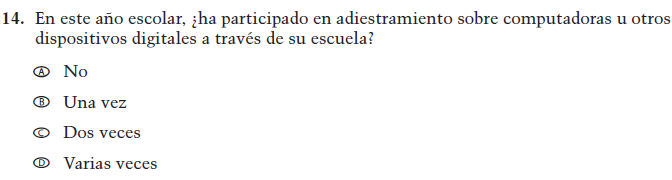 14. En este año escolar, ¿ha participado en adiestramiento sobre computadoras u otros
dispositivos digitales a través de su escuela?
Ⓐ No
Ⓑ Una vez
Ⓒ Dos veces
Ⓓ Varias veces